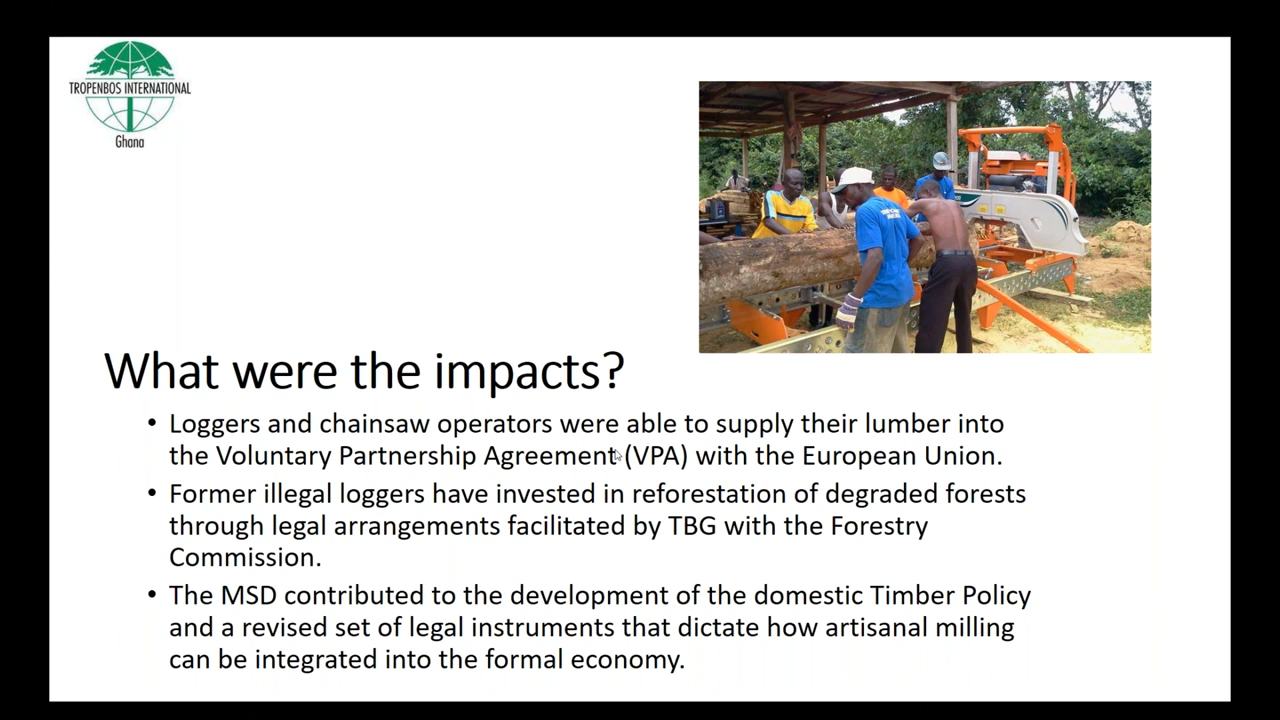 TROPENBOS INTERNATIONAL
Ghana
What were the impacts?
• Loggers and chainsaw operators were able to supply their lumber into
the Voluntary Partnership Agreement (VPA) with the European Union.
• Former illegal loggers have invested in reforestation of degraded forests
through legal arrangements facilitated by TBG with the Forestry
Commission.
• The MSD contributed to the development of the domestic Timber Policy
and a revised set of legal instruments that dictate how artisanal milling
can be integrated into the formal economy.